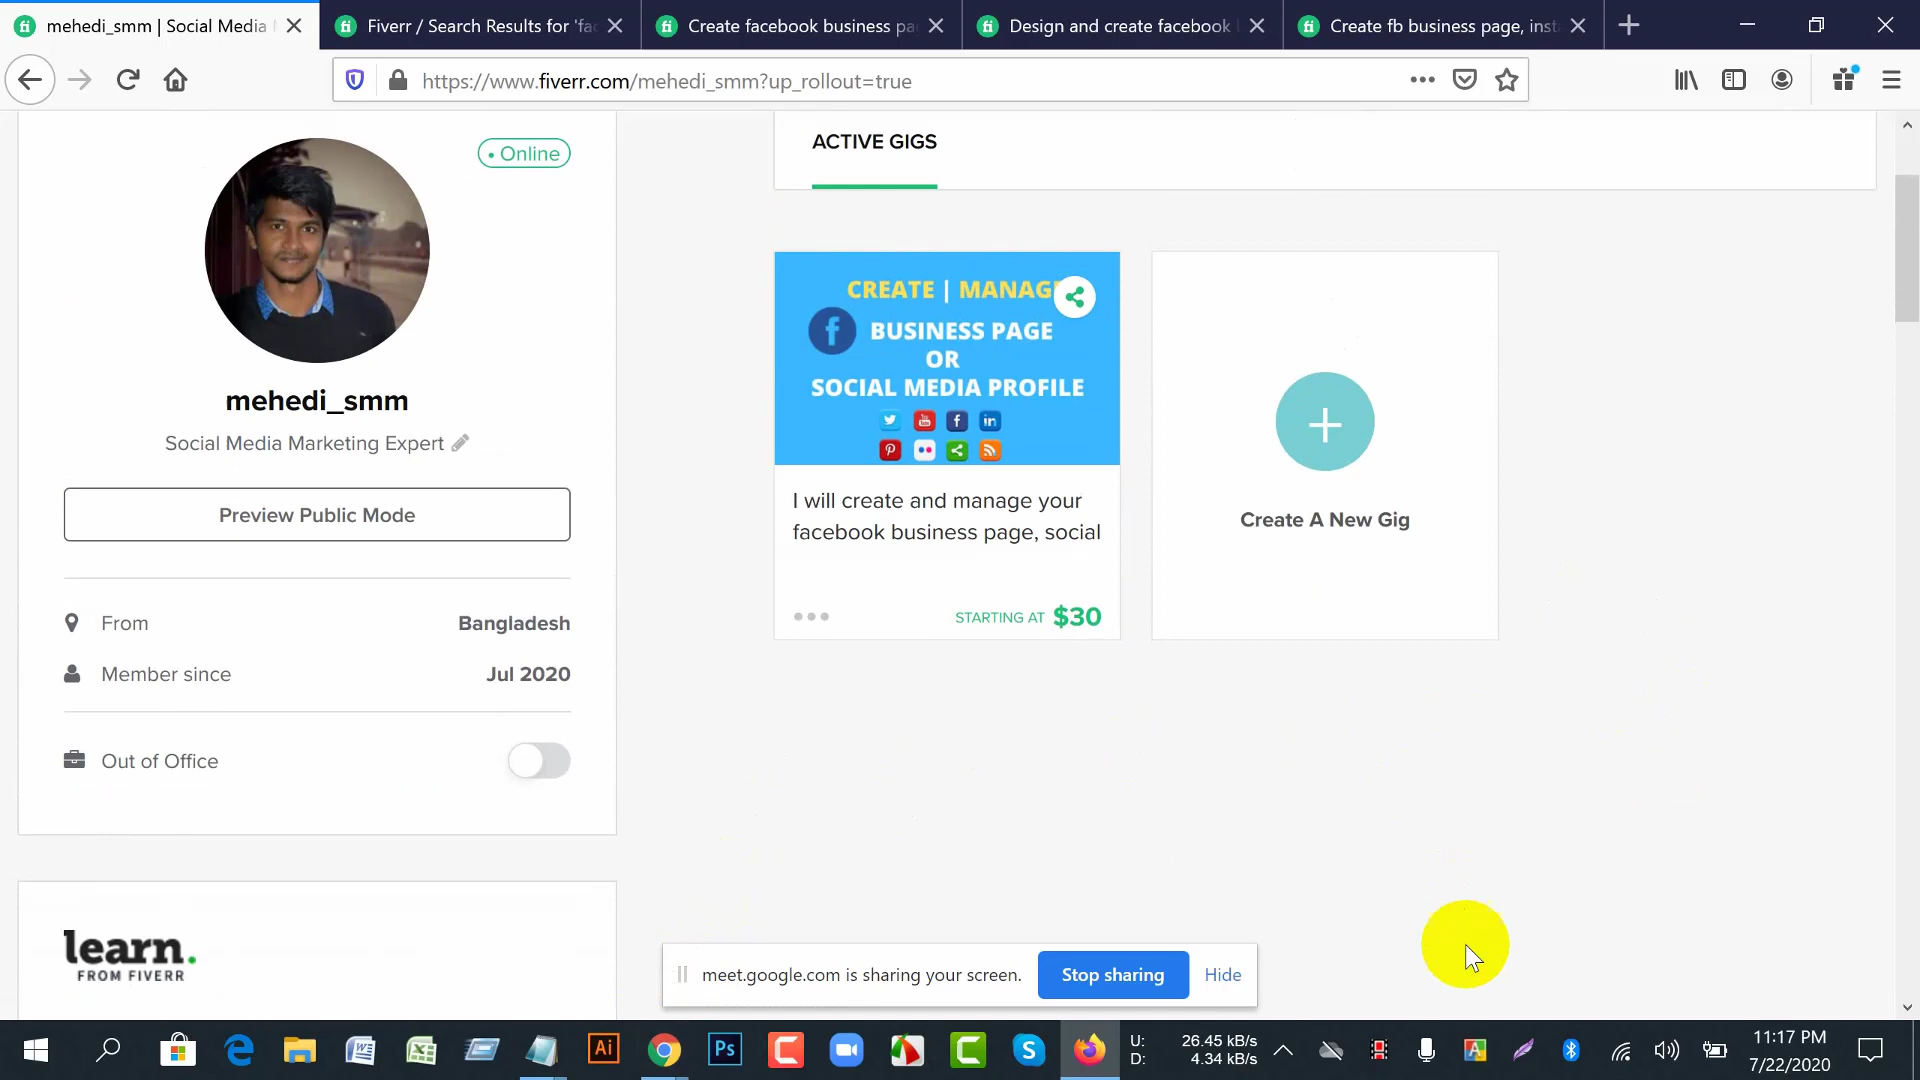 mehedi_smm | Social Media
Fiverr / Search Results for 'fac
Create facebook business pa
Design and create facebook
Create fb business page, inst
https://www.fiverr.com/mehedi_smm?up_rollout=true
• Online
mehedi_smm
Social Media Marketing Expert
Preview Public Mode
From Bangladesh
Member since Jul 2020
Out of Office
learn.
FROM FIVERR
ACTIVE GIGS
CREATE | MANAG
BUSINESS PAGE
OR
SOCIAL MEDIA PROFILE
I will create and manage your
facebook business page, social
STARTING AT $30
Create A New Gig
meet.google.com is sharing your screen.
Stop sharing
Hide
U: 26.45 kB/s
D: 4.34 kB/s
11:17 PM
7/22/2020